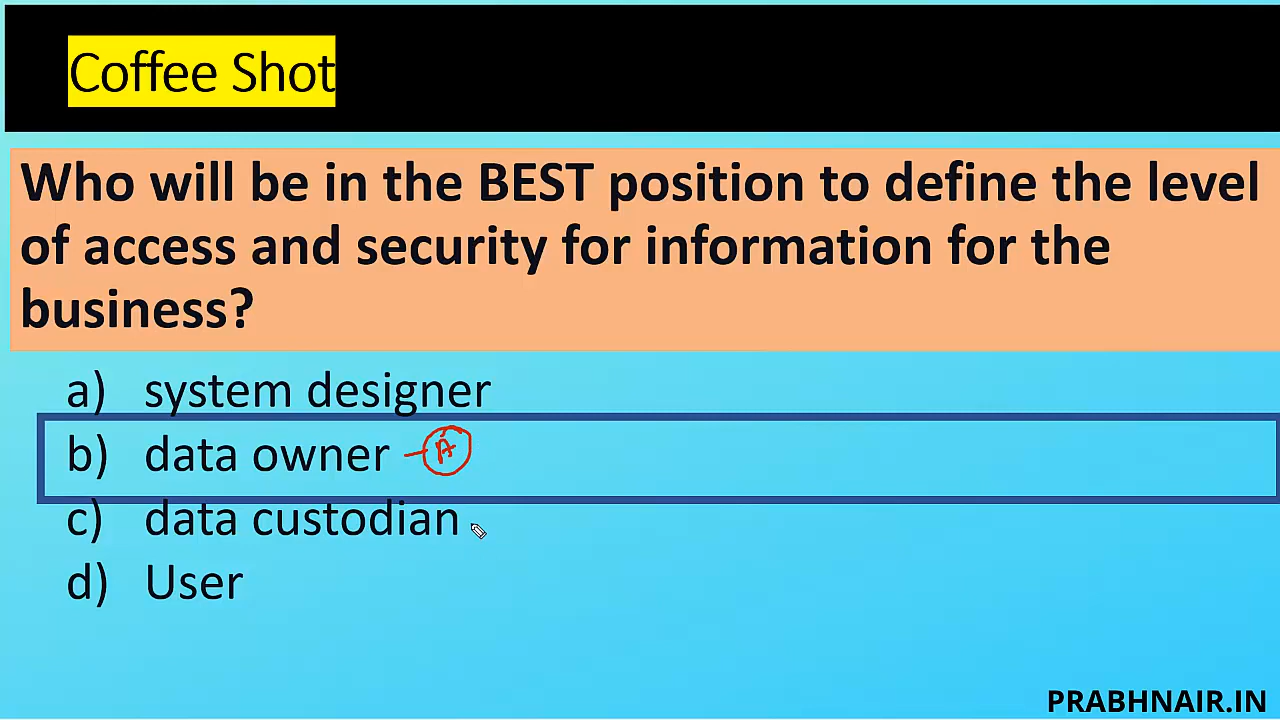 Coffee Shot
Who will be in the BEST position to define the level
of access and security for information for the
business?
a) system designer
b) data owner - A
c) data custodian
d) User
PRABHNAIR.IN